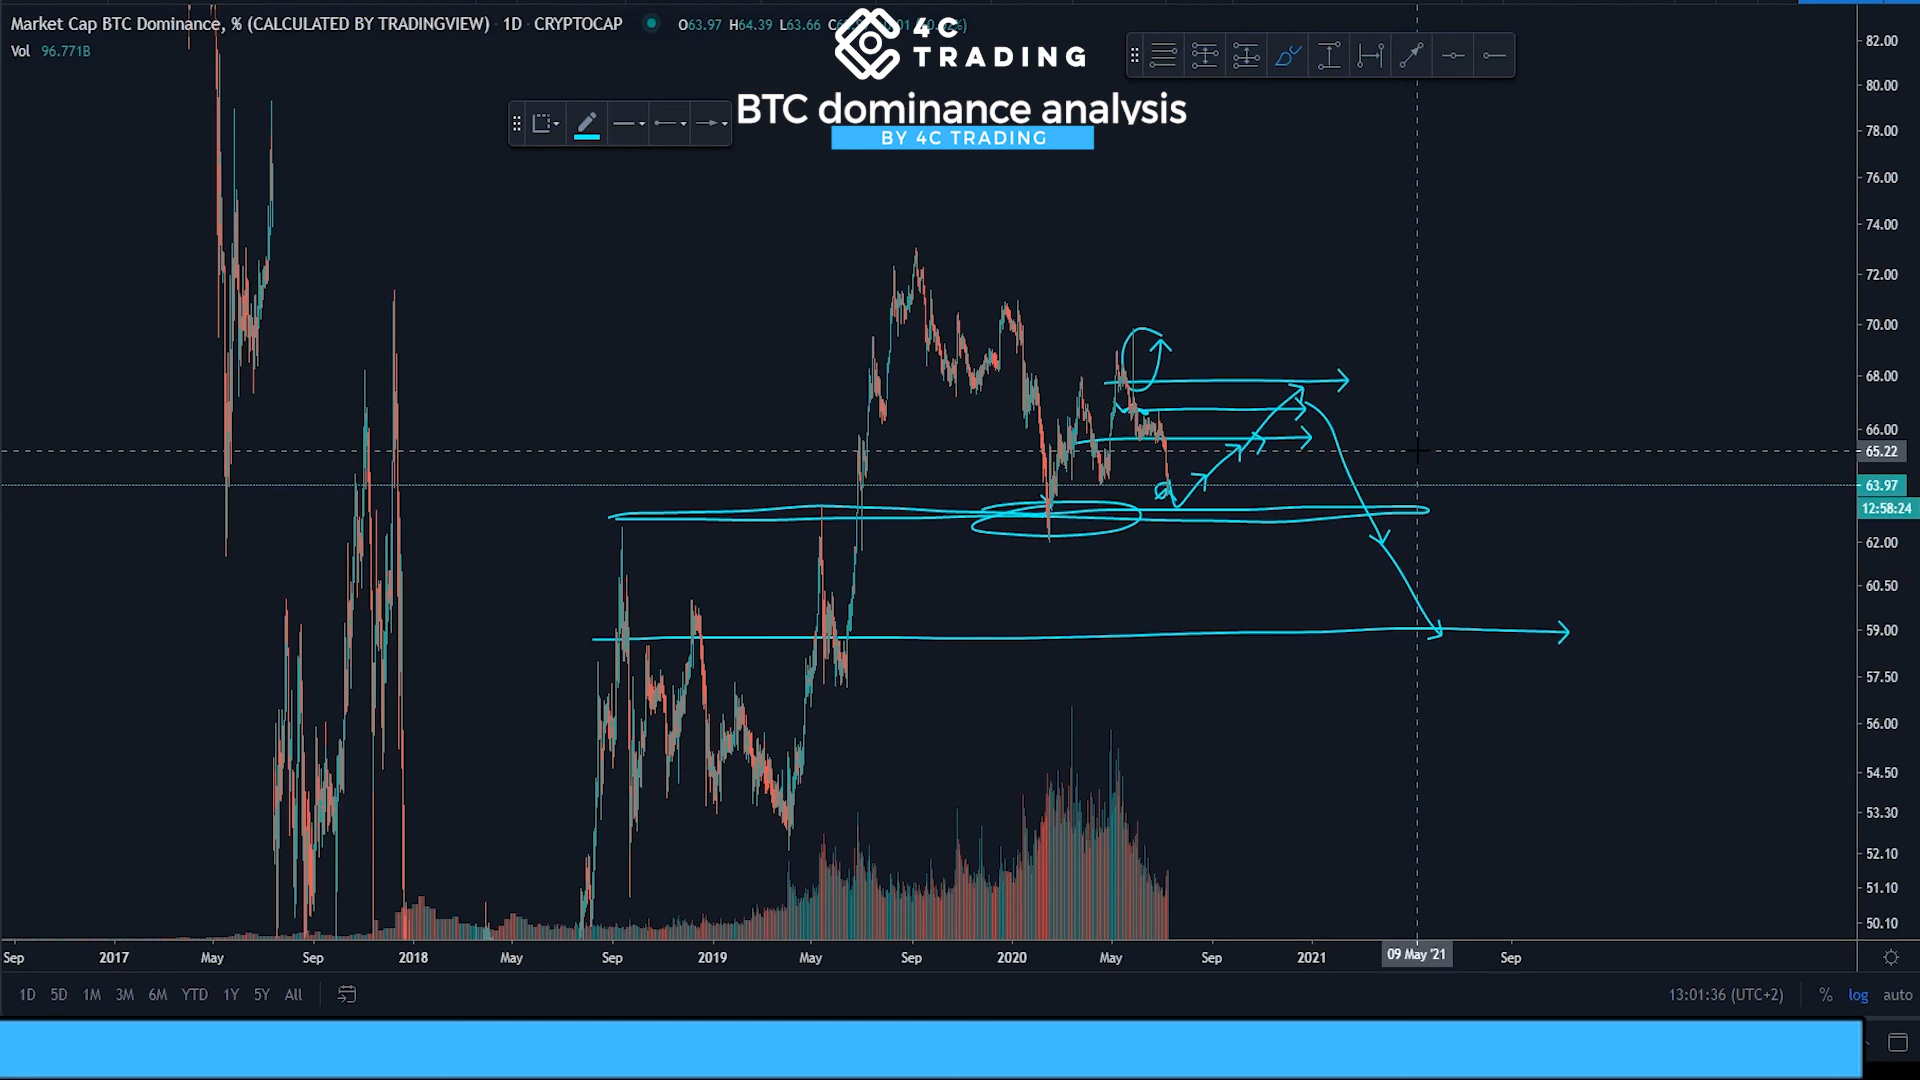 Market Cap BTC Dominance, % (CALCULATED BY TRADINGVIEW) · 1D · CRYPTOCAP O63.97 H64.39 L63.66
Vol 96.771B
4C
TRADING
BTC dominance analysis
BY 4C TRADING
82.00
80.00
78.00
76.00
74.00
72.00
70.00
68.00
66.00
65.22
63.97
12:58:24
62.00
60.50
59.00
57.50
56.00
54.50
53.30
52.10
51.10
50.10
Sep 2017 May Sep 2018 May Sep 2019 May Sep 2020 May Sep 2021 09 May '21 Sep
1D 5D 1M 3M 6M YTD 1Y 5Y All 13:01:36 (UTC+2) % log auto